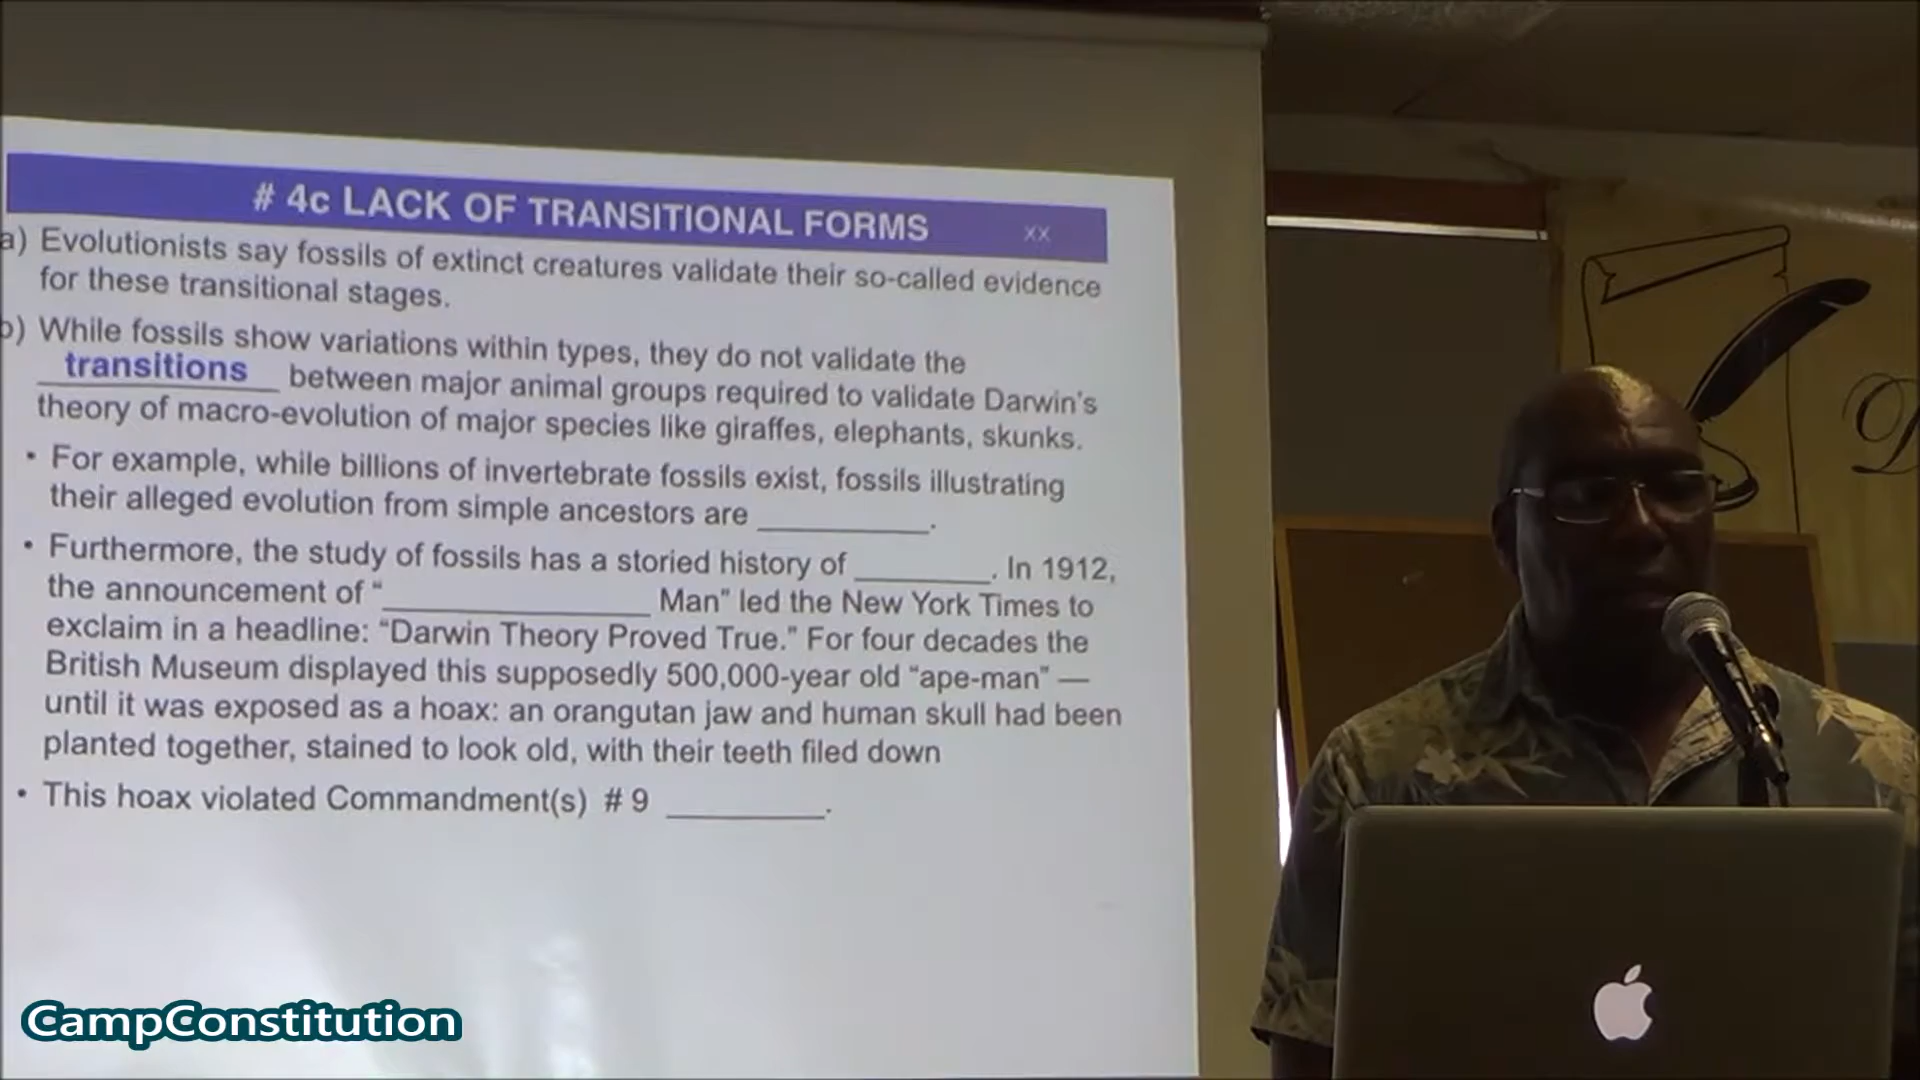 # 4c LACK OF TRANSITIONAL FORMS xx
a) Evolutionists say fossils of extinct creatures validate their so-called evidence
for these transitional stages.
b) While fossils show variations within types, they do not validate the
transitions between major animal groups required to validate Darwin's
theory of macro-evolution of major species like giraffes, elephants, skunks.
• For example, while billions of invertebrate fossils exist, fossils illustrating
their alleged evolution from simple ancestors are __________.
• Furthermore, the study of fossils has a storied history of ________. In 1912,
the announcement of “________________ Man” led the New York Times to
exclaim in a headline: “Darwin Theory Proved True.” For four decades the
British Museum displayed this supposedly 500,000-year old “ape-man” —
until it was exposed as a hoax: an orangutan jaw and human skull had been
planted together, stained to look old, with their teeth filed down
• This hoax violated Commandment(s) # 9 __________.
CampConstitution